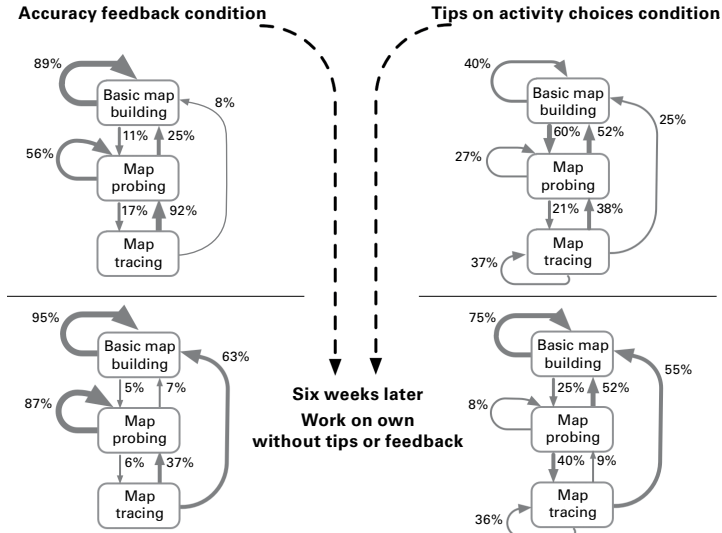 Accuracy feedback condition
Tips on activity choices condition
89%
Basic map
building
8%
11%
25%
56%
Map
probing
17%
92%
Map
tracing
40%
Basic map
building
25%
60%
52%
27%
Map
probing
21%
38%
37%
Map
tracing
95%
Basic map
building
63%
5%
7%
87%
Map
probing
6%
37%
Map
tracing
Six weeks later
Work on own
without tips or feedback
75%
Basic map
building
55%
25%
52%
8%
Map
probing
40%
9%
36%
Map
tracing